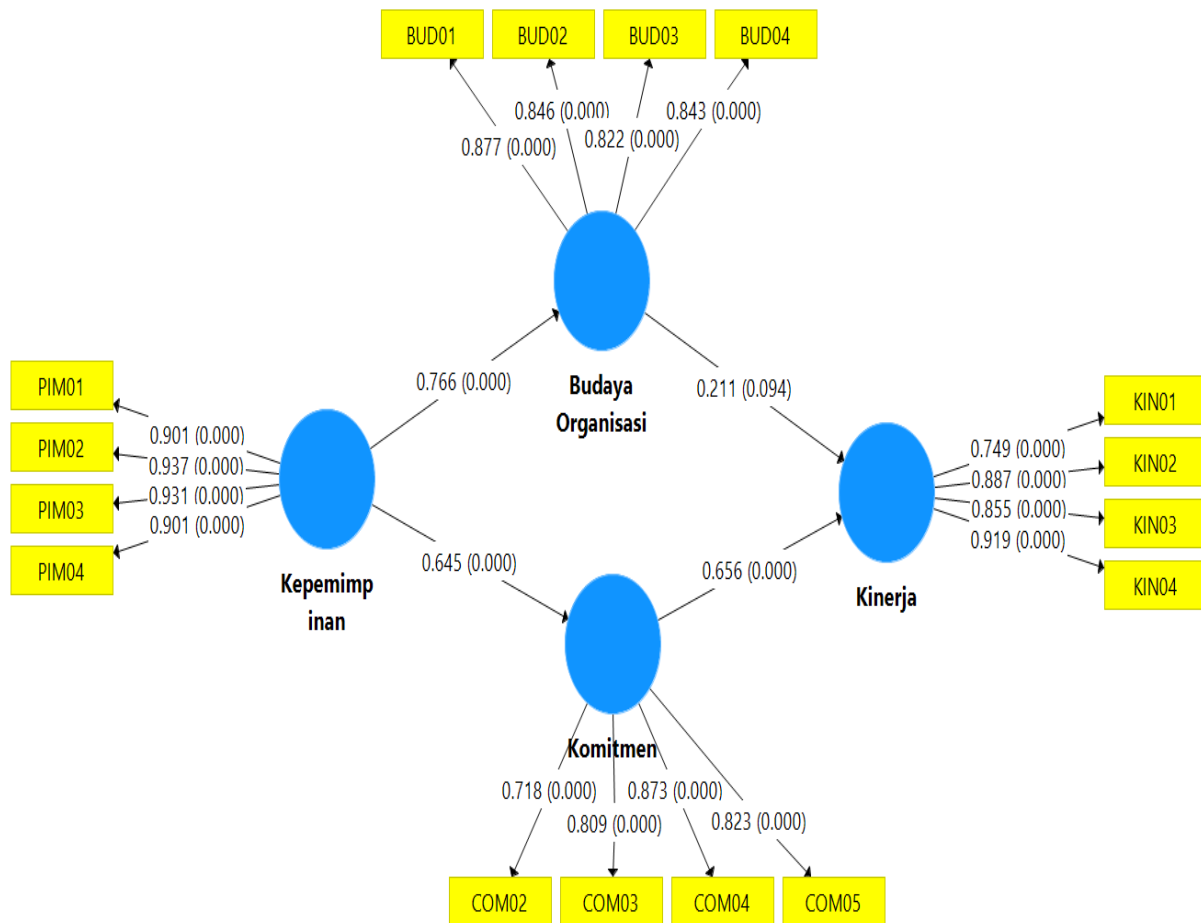 BUD01 BUD02 BUD03 BUD04
0.877 (0.000)
0.846 (0.000)
0.822 (0.000)
0.843 (0.000)
Budaya
Organisasi
PIM01
PIM02
PIM03
PIM04
0.901 (0.000)
0.937 (0.000)
0.931 (0.000)
0.901 (0.000)
Kepemimp
inan
0.766 (0.000)
0.645 (0.000)
0.211 (0.094)
0.656 (0.000)
Kinerja
0.749 (0.000)
0.887 (0.000)
0.855 (0.000)
0.919 (0.000)
KIN01
KIN02
KIN03
KIN04
Komitmen
0.718 (0.000)
0.809 (0.000)
0.873 (0.000)
0.823 (0.000)
COM02 COM03 COM04 COM05